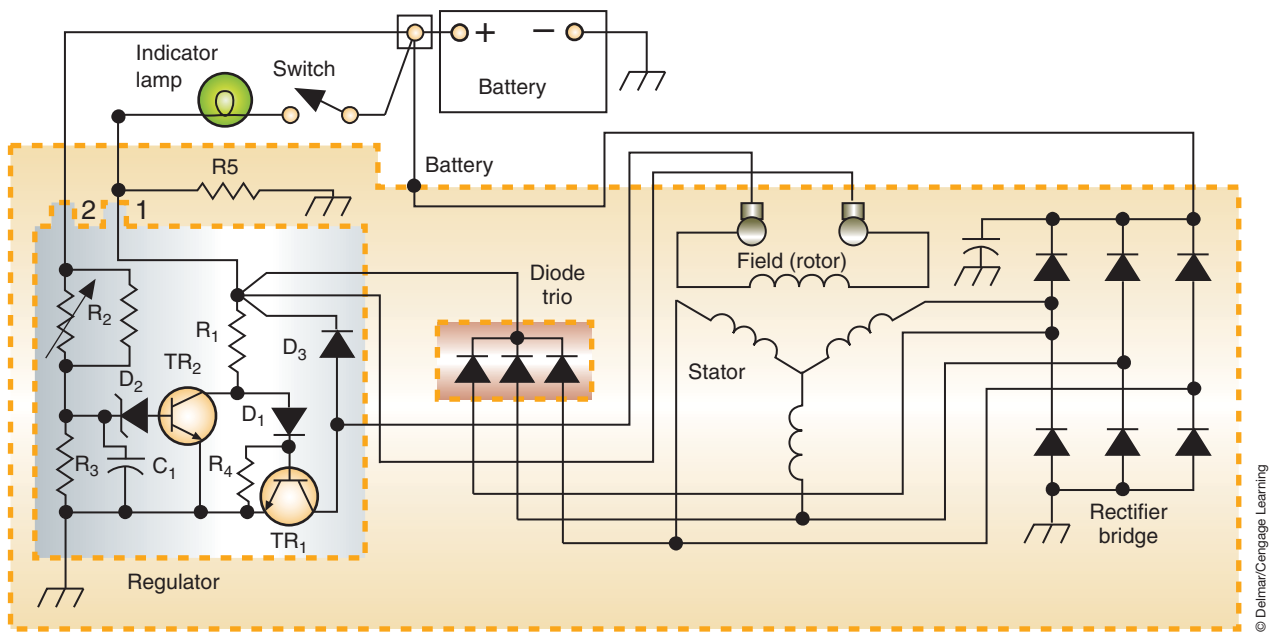 Indicator
lamp
Switch
+ −
Battery
Battery
R5
2 1
R2
R1
D3
TR2
D2
D1
R3
C1
R4
TR1
Regulator
Diode
trio
Field (rotor)
Stator
Rectifier
bridge
© Delmar/Cengage Learning